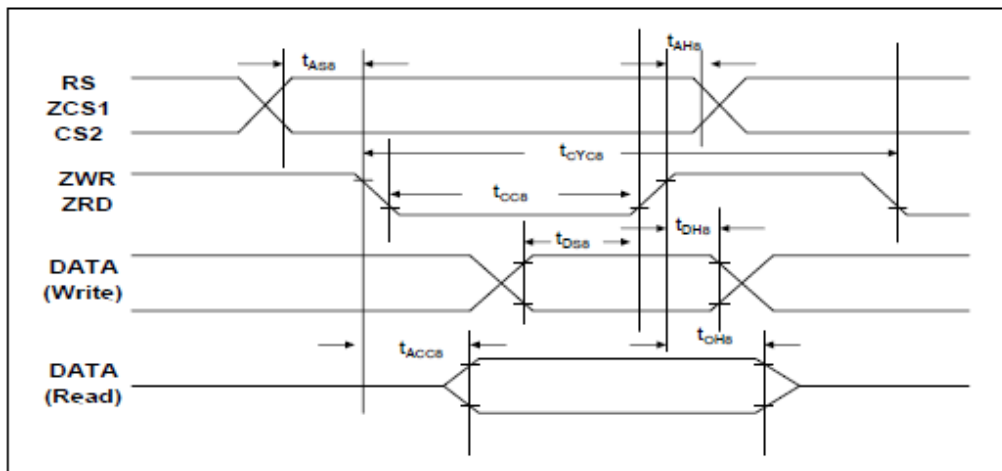 tAS8
tAH8
RS
ZCS1
CS2
tCYC8
ZWR
ZRD
tCC8
tDS8
tDH8
DATA
(Write)
tACC8
tOH8
DATA
(Read)